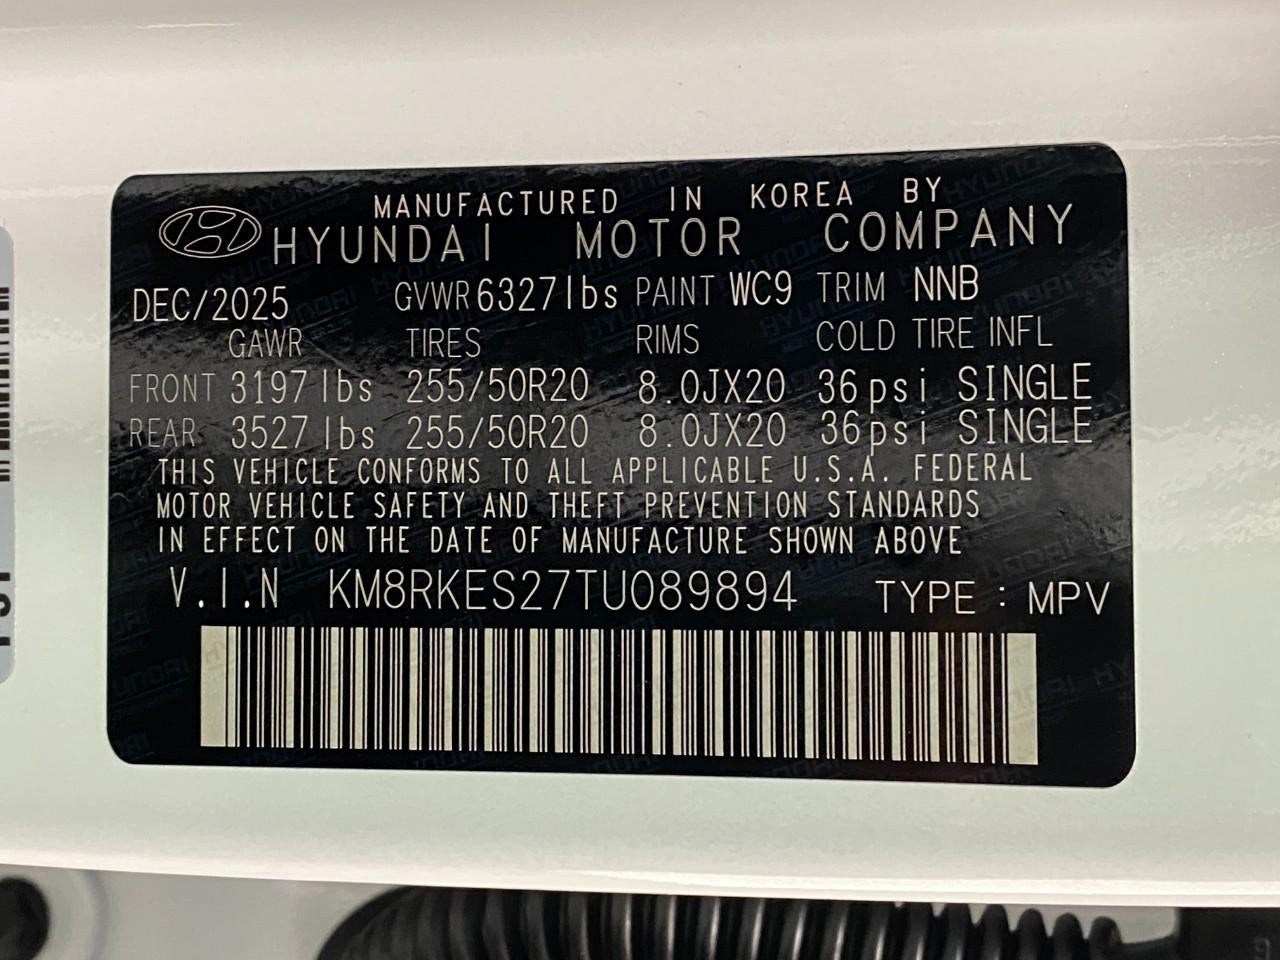 MANUFACTURED IN KOREA BY
HYUNDAI MOTOR COMPANY
DEC/2025 GVWR 6327lbs PAINT WC9 TRIM NNB
GAWR TIRES RIMS COLD TIRE INFL
FRONT 3197lbs 255/50R20 8.0JX20 36psi SINGLE
REAR 3527lbs 255/50R20 8.0JX20 36psi SINGLE
THIS VEHICLE CONFORMS TO ALL APPLICABLE U.S.A. FEDERAL
MOTOR VEHICLE SAFETY AND THEFT PREVENTION STANDARDS
IN EFFECT ON THE DATE OF MANUFACTURE SHOWN ABOVE
V.I.N KM8RKES27TU089894 TYPE : MPV